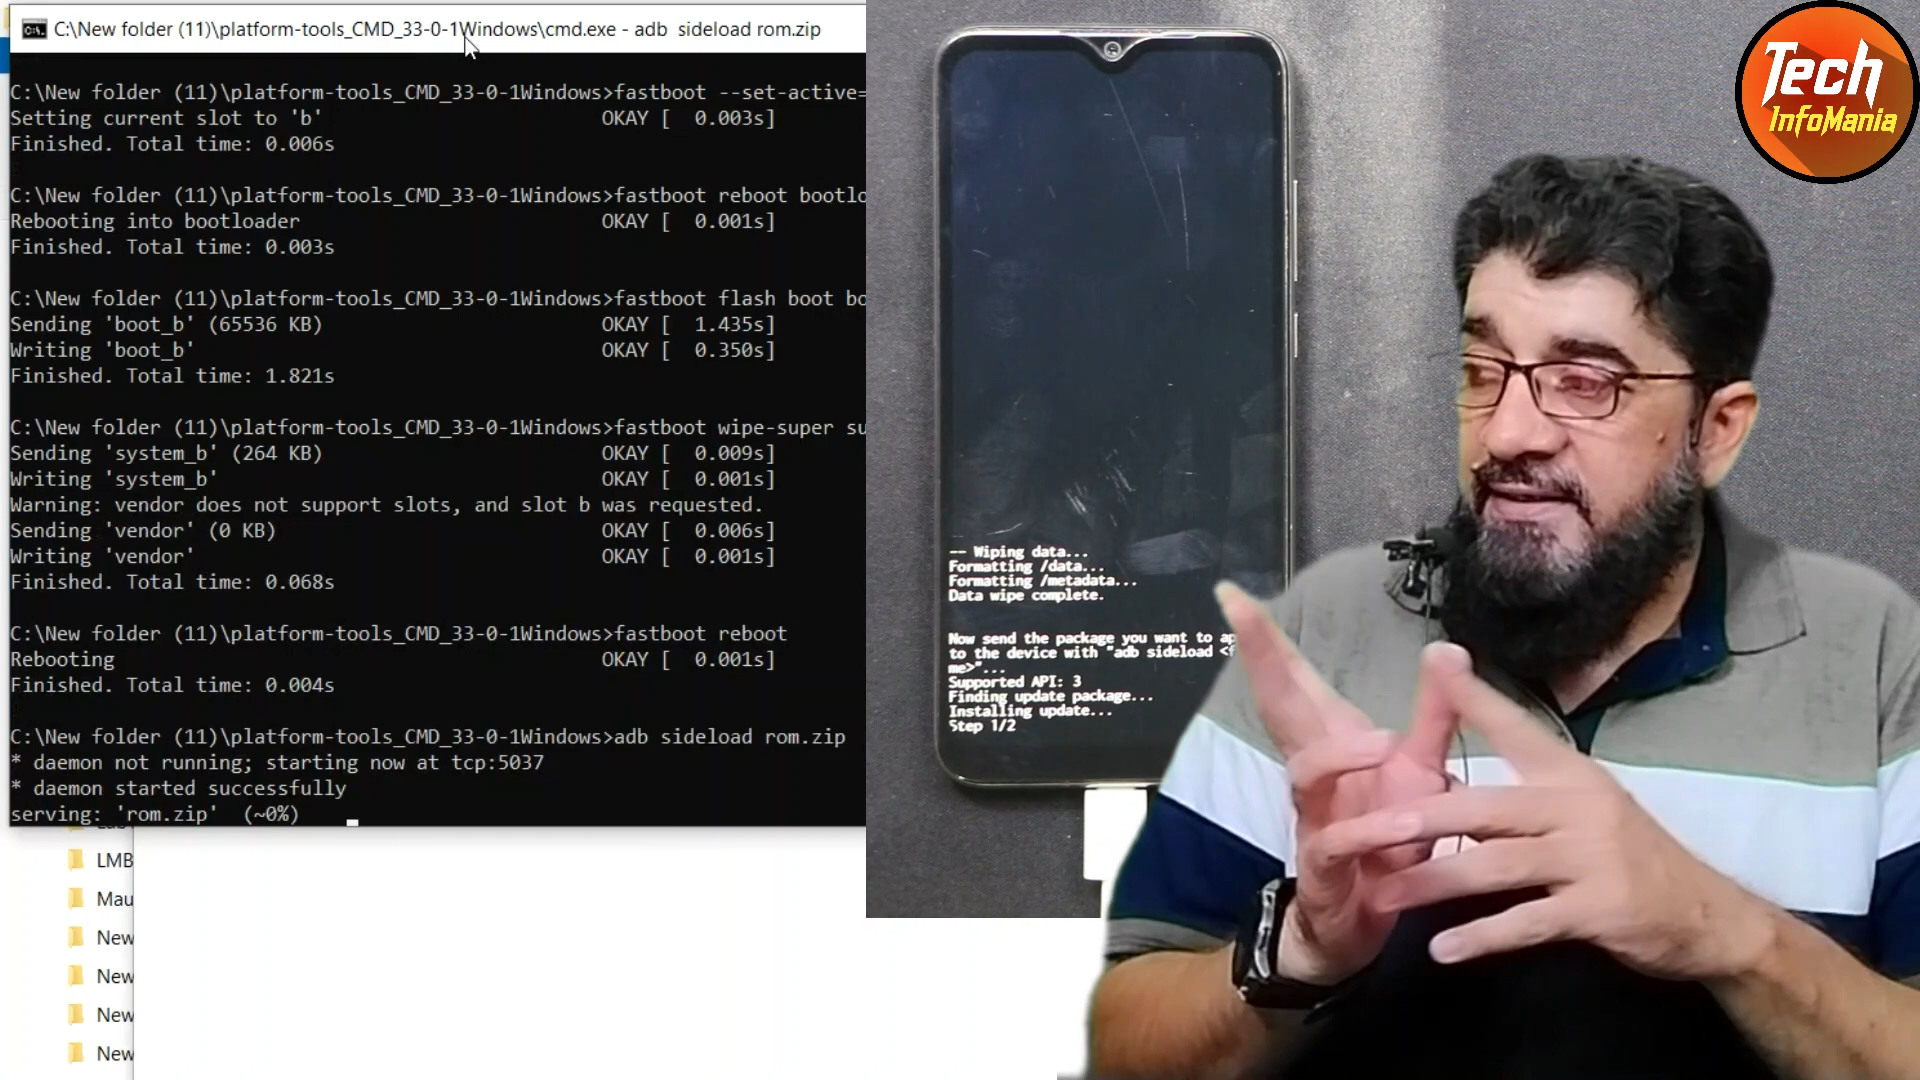 C:\New folder (11)\platform-tools_CMD_33-0-1Windows\cmd.exe - adb  sideload rom.zip
C:\New folder (11)\platform-tools_CMD_33-0-1Windows>fastboot --set-active=
Setting current slot to 'b'                        OKAY [  0.003s]
Finished. Total time: 0.006s
C:\New folder (11)\platform-tools_CMD_33-0-1Windows>fastboot reboot bootlo
Rebooting into bootloader                          OKAY [  0.001s]
Finished. Total time: 0.003s
C:\New folder (11)\platform-tools_CMD_33-0-1Windows>fastboot flash boot bo
Sending 'boot_b' (65536 KB)                        OKAY [  1.435s]
Writing 'boot_b'                                   OKAY [  0.350s]
Finished. Total time: 1.821s
C:\New folder (11)\platform-tools_CMD_33-0-1Windows>fastboot wipe-super su
Sending 'system_b' (264 KB)                        OKAY [  0.009s]
Writing 'system_b'                                 OKAY [  0.001s]
Warning: vendor does not support slots, and slot b was requested.
Sending 'vendor' (0 KB)                            OKAY [  0.006s]
Writing 'vendor'                                   OKAY [  0.001s]
Finished. Total time: 0.068s
C:\New folder (11)\platform-tools_CMD_33-0-1Windows>fastboot reboot
Rebooting                                          OKAY [  0.001s]
Finished. Total time: 0.004s
C:\New folder (11)\platform-tools_CMD_33-0-1Windows>adb sideload rom.zip
* daemon not running; starting now at tcp:5037
* daemon started successfully
serving: 'rom.zip'  (~0%)
LMB
Mau
New
New
New
New
-- Wiping data...
Formatting /data...
Formatting /metadata...
Data wipe complete.
Now send the package you want to ap
to the device with "adb sideload <f
me>"...
Supported API: 3
Finding update package...
Installing update...
Step 1/2
Tech
InfoMania